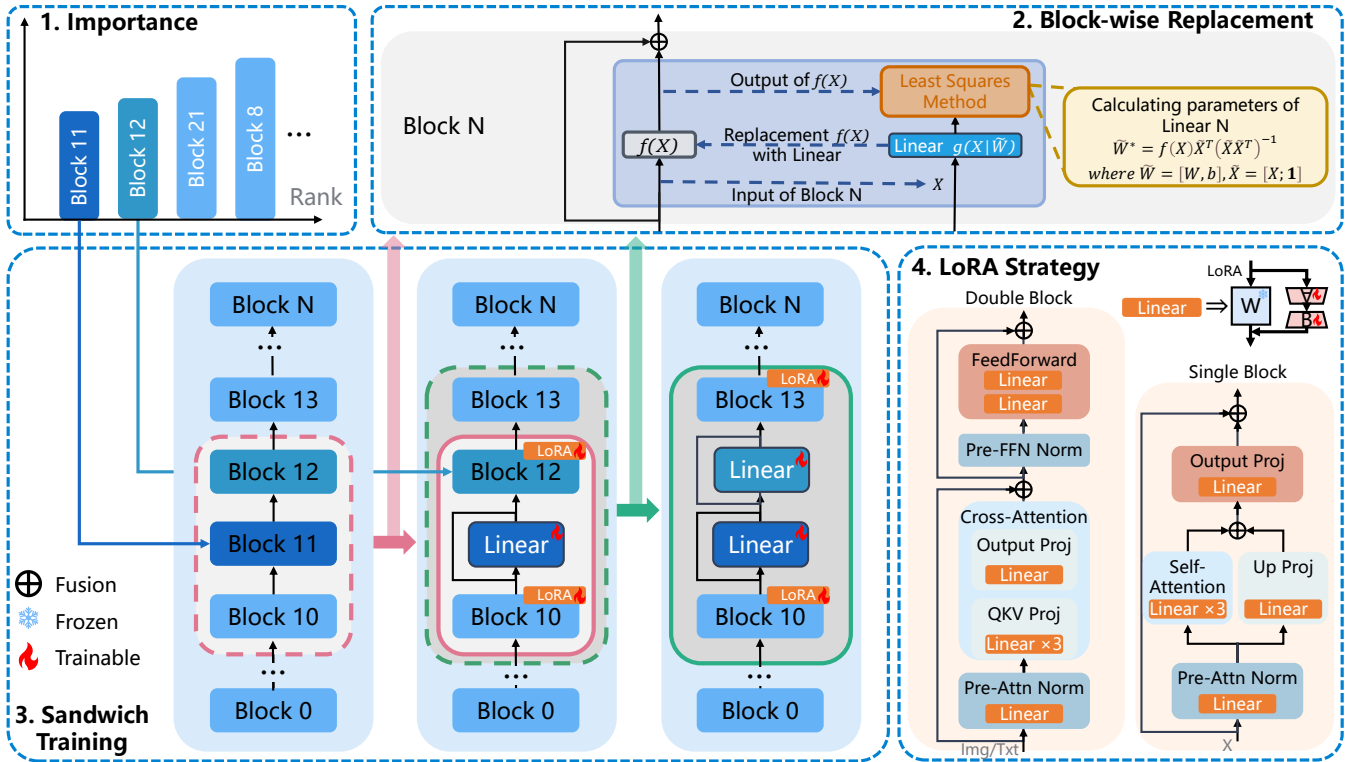 1. Importance
Block 11
Block 12
Block 21
Block 8
...
Rank
2. Block-wise Replacement
Block N
Output of f(X)
Least Squares
Method
f(X)
Replacement f(X)
with Linear
Linear g(X|W̃)
Input of Block N
X
Calculating parameters of
Linear N
W̃* = f(X)X̃ᵀ(X̃X̃ᵀ)⁻¹
where W̃ = [W, b], X̃ = [X; 1]
Block N
...
Block 13
Block 12
Block 11
Block 10
...
Block 0
Fusion
Frozen
Trainable
3. Sandwich
Training
Block N
...
Block 13
LoRA
Block 12
Linear
LoRA
Block 10
...
Block 0
Block N
...
LoRA
Block 13
Linear
Linear
LoRA
Block 10
...
Block 0
4. LoRA Strategy
LoRA
Linear
W
A
B
Double Block
FeedForward
Linear
Linear
Pre-FFN Norm
Cross-Attention
Output Proj
Linear
QKV Proj
Linear ×3
Pre-Attn Norm
Linear
Img/Txt
Single Block
Output Proj
Linear
Self-
Attention
Linear ×3
Up Proj
Linear
Pre-Attn Norm
Linear
X